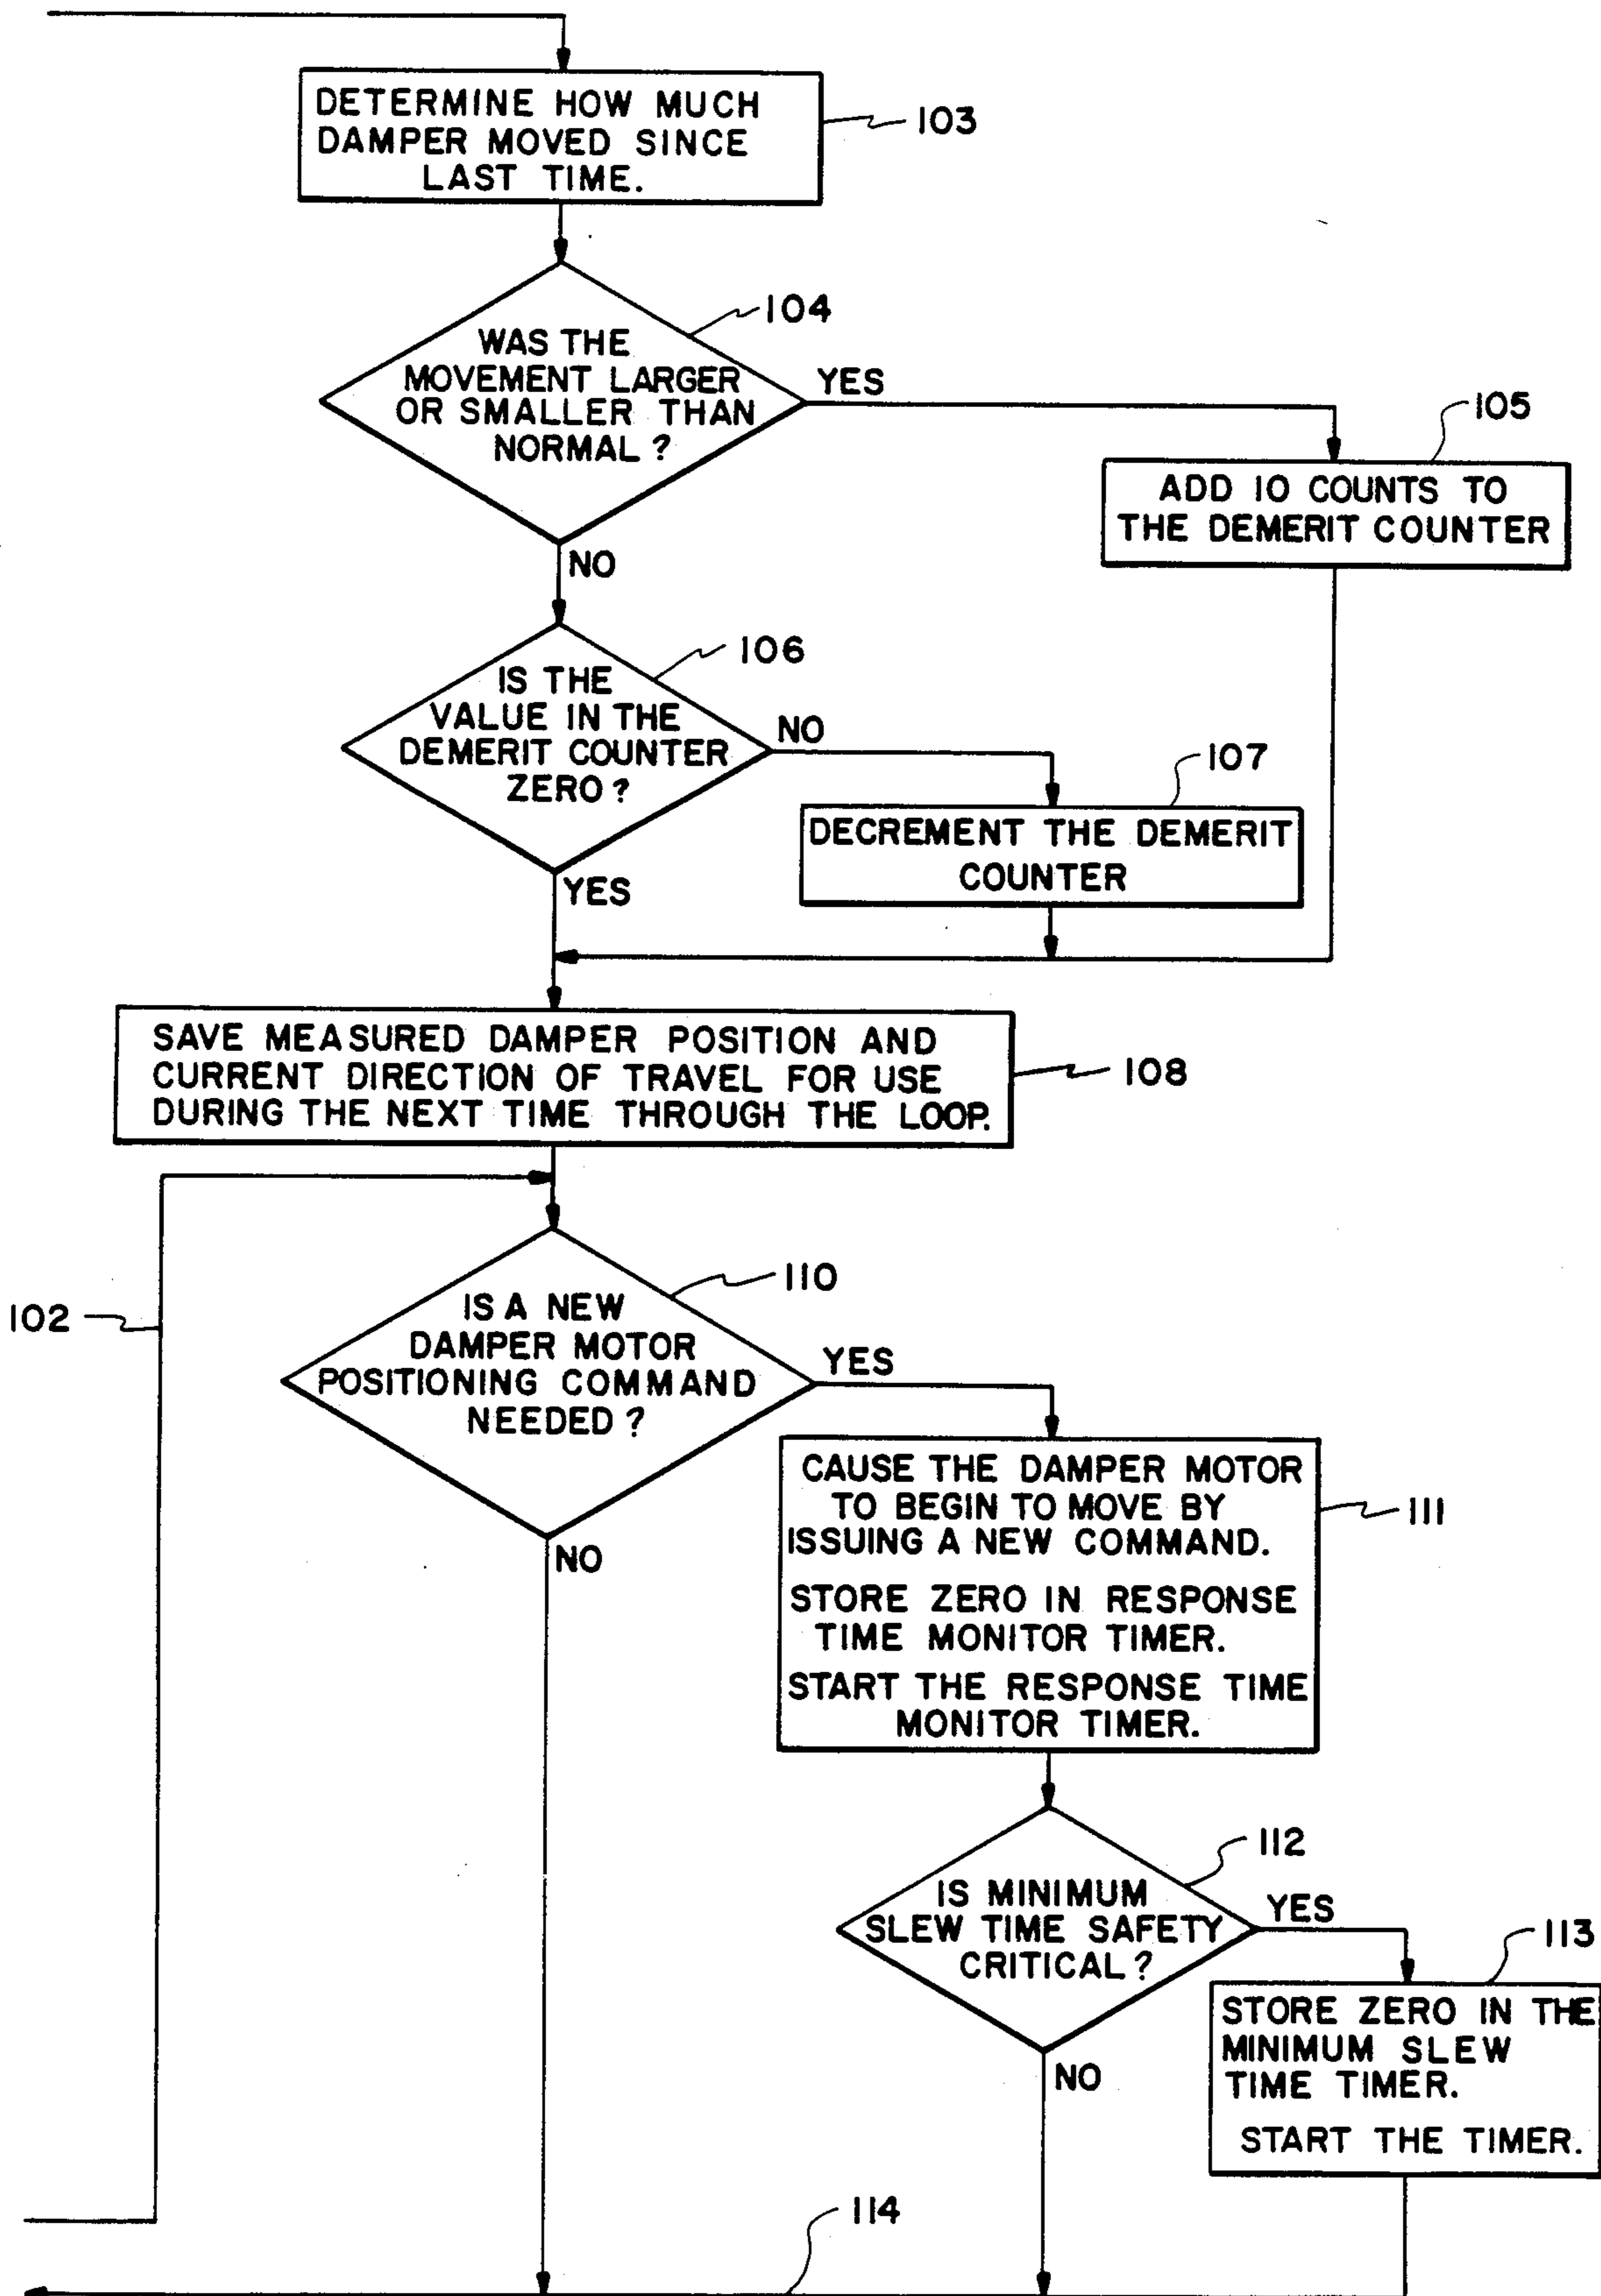 DETERMINE HOW MUCH
DAMPER MOVED SINCE
LAST TIME.
103
104
WAS THE
MOVEMENT LARGER
OR SMALLER THAN
NORMAL?
YES
105
ADD 10 COUNTS TO
THE DEMERIT COUNTER
NO
106
IS THE
VALUE IN THE
DEMERIT COUNTER
ZERO?
NO
107
DECREMENT THE DEMERIT
COUNTER
YES
SAVE MEASURED DAMPER POSITION AND
CURRENT DIRECTION OF TRAVEL FOR USE
DURING THE NEXT TIME THROUGH THE LOOP.
108
102
110
IS A NEW
DAMPER MOTOR
POSITIONING COMMAND
NEEDED?
YES
NO
CAUSE THE DAMPER MOTOR
TO BEGIN TO MOVE BY
ISSUING A NEW COMMAND.
STORE ZERO IN RESPONSE
TIME MONITOR TIMER.
START THE RESPONSE TIME
MONITOR TIMER.
111
112
IS MINIMUM
SLEW TIME SAFETY
CRITICAL?
YES
113
STORE ZERO IN THE
MINIMUM SLEW
TIME TIMER.
START THE TIMER.
NO
114